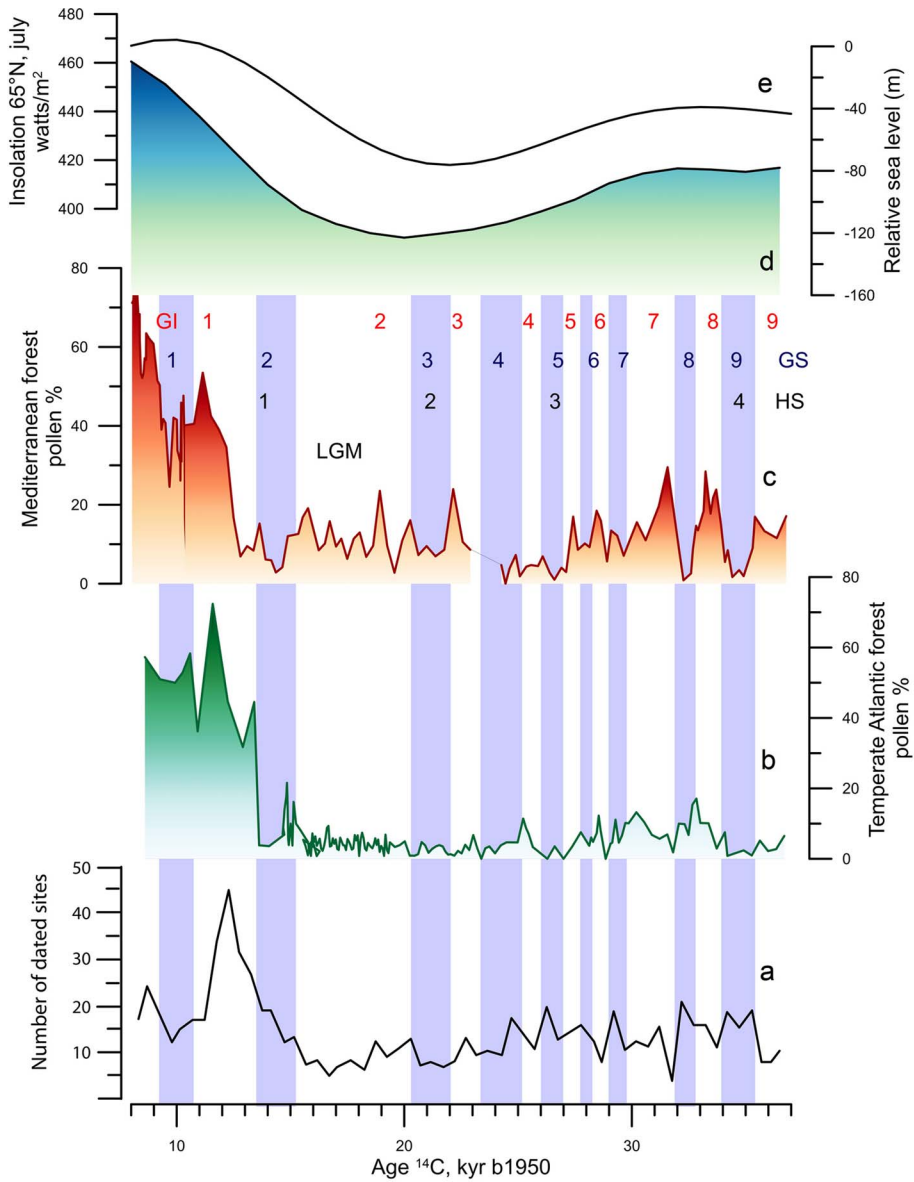 480
460
440
420
400
Insolation 65°N, july
watts/m²
0
-40
-80
-120
-160
Relative sea level (m)
e
d
80
60
40
20
0
Mediterranean forest
pollen %
GI 1 2 3 4 5 6 7 8 9
1 2 3 4 5 6 7 8 9 GS
1 2 3 4 HS
LGM
c
80
60
40
20
0
Temperate Atlantic forest
pollen %
b
50
40
30
20
10
Number of dated sites
a
10 20 30
Age ¹⁴C, kyr b1950